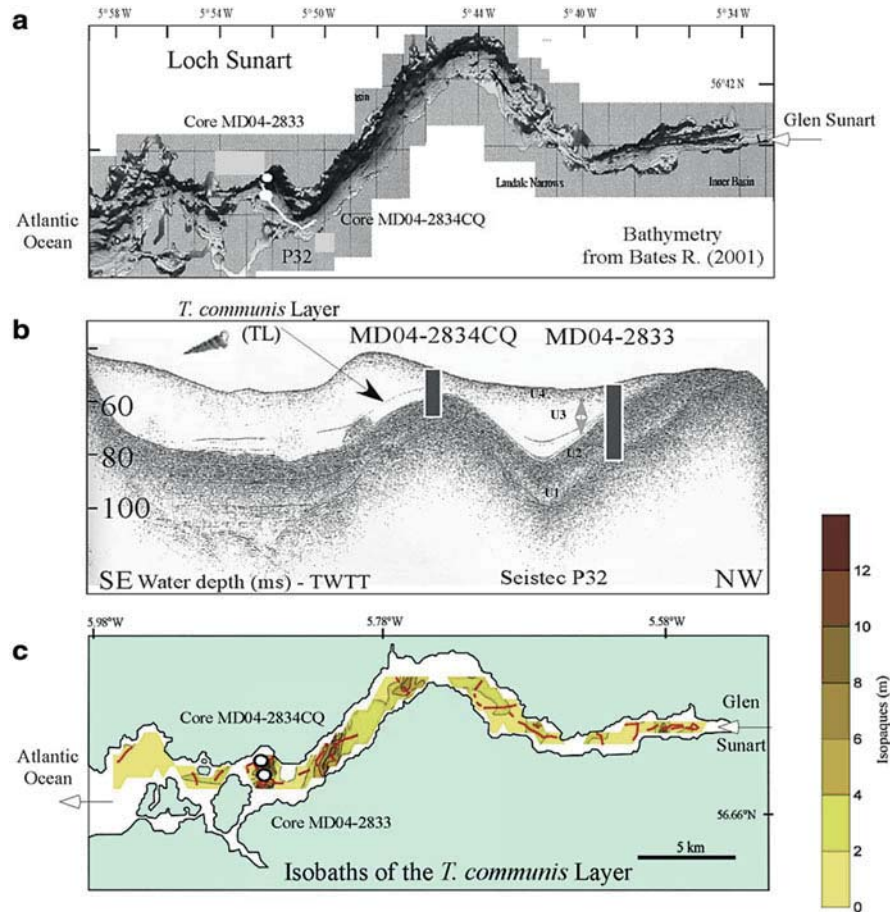 a
5°58'W 5°54'W 5°50'W 5°44'W 5°40'W 5°34'W
Loch Sunart
56°42 N
Core MD04-2833
Glen Sunart
Landale Narrows
Inner Basin
Core MD04-2834CQ
Atlantic
Ocean
P32
Bathymetry
from Bates R. (2001)
b
T. communis Layer
(TL)
MD04-2834CQ MD04-2833
60
80
100
U4
U3
U2
U1
SE Water depth (ms) - TWTT
Seistec P32
NW
c
5.98°W 5.78°W 5.58°W
Core MD04-2834CQ
Glen
Sunart
Atlantic
Ocean
Core MD04-2833
56.66°N
5 km
Isobaths of the T. communis Layer
12
10
8
6
4
2
0
Isopaques (m)